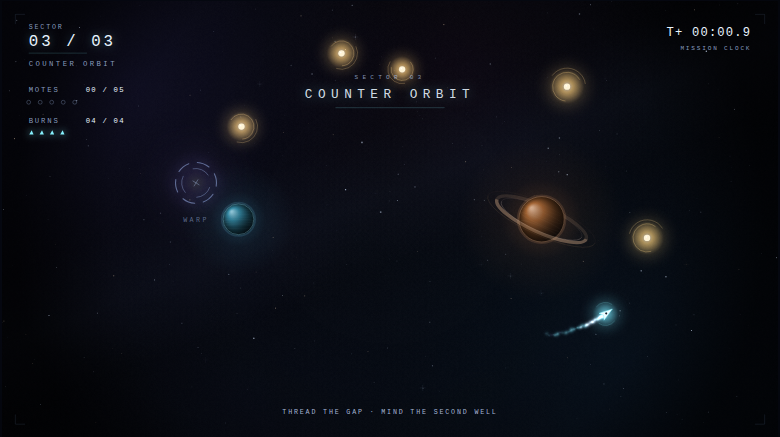 SECTOR
03 / 03
COUNTER ORBIT
MOTES 00 / 05
BURNS 04 / 04
T+ 00:00.9
MISSION CLOCK
SECTOR 03
COUNTER ORBIT
WARP
THREAD THE GAP · MIND THE SECOND WELL